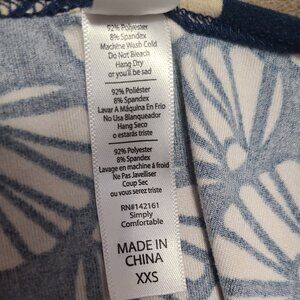 92% Polyester
8% Spandex
Machine Wash Cold
Do Not Bleach
Hang Dry
or you'll be sad
92% Poliéster
8% Spandex
Lavar A Máquina En Frio
No Usa Blanqueador
Hang Seco
o estarás triste
92% Polyester
8% Spandex
Lavage en machine à froid
Ne Pas Javelliser
Coup Sec
ou vous serez triste
RN#142161
Simply
Comfortable
MADE IN
CHINA
XXS